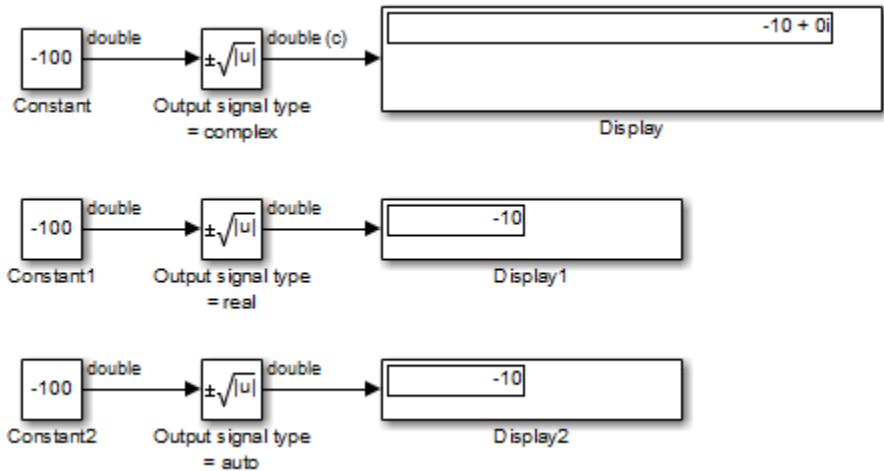 double
double (c)
-10 + 0i
-100
±√|u|
Constant
Output signal type
= complex
Display
double
double
-10
-100
±√|u|
Constant1
Output signal type
= real
Display1
double
double
-10
-100
±√|u|
Constant2
Output signal type
= auto
Display2